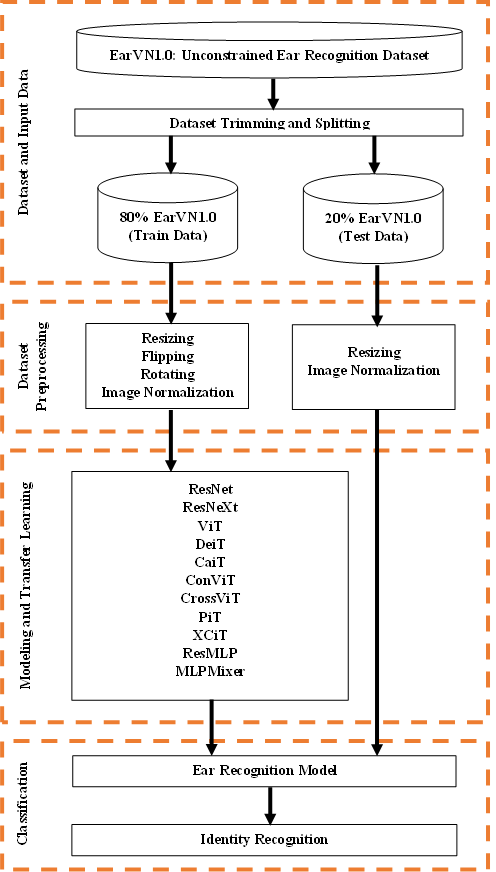 Dataset and Input Data
EarVN1.0: Unconstrained Ear Recognition Dataset
Dataset Trimming and Splitting
80% EarVN1.0
(Train Data)
20% EarVN1.0
(Test Data)
Dataset
Preprocessing
Resizing
Flipping
Rotating
Image Normalization
Resizing
Image Normalization
Modeling and Transfer Learning
ResNet
ResNeXt
ViT
DeiT
CaiT
ConViT
CrossViT
PiT
XCiT
ResMLP
MLPMixer
Classification
Ear Recognition Model
Identity Recognition